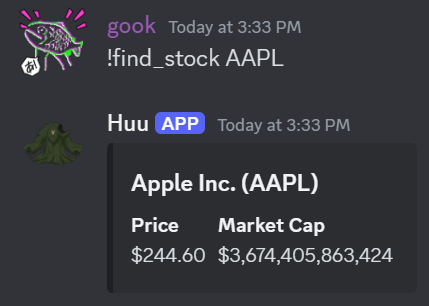 gook Today at 3:33 PM
!find_stock AAPL
Huu APP Today at 3:33 PM
Apple Inc. (AAPL)
Price Market Cap
$244.60 $3,674,405,863,424